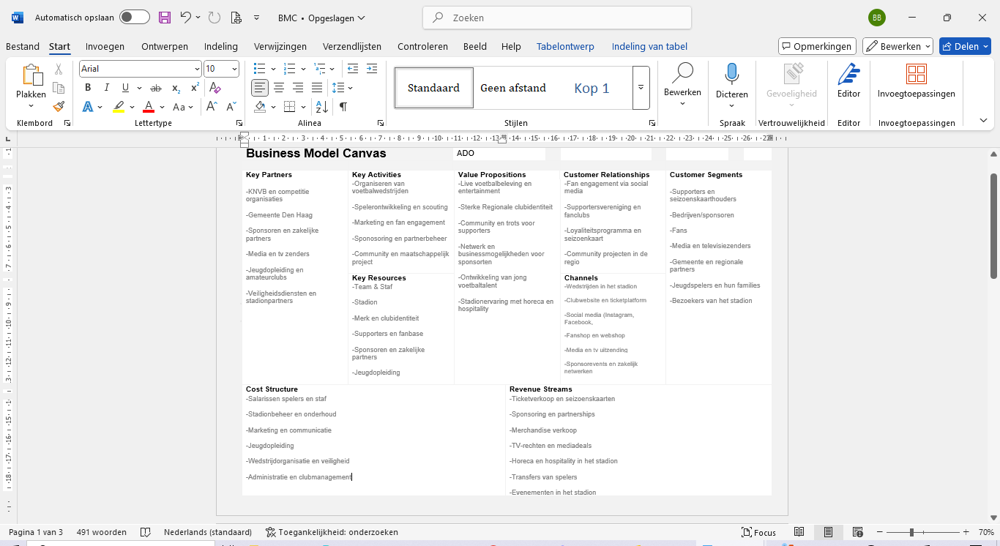 Automatisch opslaan
BMC • Opgeslagen
Zoeken
BB
Bestand Start Invoegen Ontwerpen Indeling Verwijzingen Verzendlijsten Controleren Beeld Help Tabelontwerp Indeling van tabel
Opmerkingen Bewerken Delen
Plakken
Klembord
Arial 10
B I U ab x₂ x² A
A A Aa A A
Lettertype
Alinea
Standaard Geen afstand Kop 1
Stijlen
Bewerken
Dicteren
Spraak
Gevoeligheid
Vertrouwelijkheid
Editor
Editor
Invoegtoepassingen
Invoegtoepassingen
Business Model Canvas
ADO
Key Partners
-KNVB en competitie
organisaties
-Gemeente Den Haag
-Sponsoren en zakelijke
partners
-Media en tv zenders
-Jeugdopleiding en
amateurclubs
-Veiligheidsdiensten en
stadionpartners
Key Activities
-Organiseren van
voetbalwedstrijden
-Spelerontwikkeling en scouting
-Marketing en fan engagement
-Sponosoring en partnerbeheer
-Community en maatschappelijk
project
Key Resources
-Team & Staf
-Stadion
-Merk en clubidentiteit
-Supporters en fanbase
-Sponsoren en zakelijke
partners
-Jeugdopleiding
Value Propositions
-Live voetbalbeleving en
entertainment
-Sterke Regionale clubidentiteit
-Community en trots voor
supporters
-Netwerk en
businessmogelijkheden voor
sponsorten
-Ontwikkeling van jong
voetbaltalent
-Stadionervaring met horeca en
hospitality
Customer Relationships
-Fan engagement via social
media
-Supportersvereniging en
fanclubs
-Loyaliteitsprogramma en
seizoenkaart
-Community projecten in de
regio
Channels
-Wedstrijden in het stadion
-Clubwebsite en ticketplatform
-Social media (Instagram,
Facebook,
-Fanshop en webshop
-Media en tv uitzending
-Sponsorevents en zakelijk
netwerken
Customer Segments
-Supporters en
seizoenskaarthouders
-Bedrijven/sponsoren
-Fans
-Media en televisiezenders
-Gemeente en regionale
partners
-Jeugdspelers en hun families
-Bezoekers van het stadion
Cost Structure
-Salarissen spelers en staf
-Stadionbeheer en onderhoud
-Marketing en communicatie
-Jeugdopleiding
-Wedstrijdorganisatie en veiligheid
-Administratie en clubmanagement
Revenue Streams
-Ticketverkoop en seizoenskaarten
-Sponsoring en partnerships
-Merchandise verkoop
-TV-rechten en mediadeals
-Horeca en hospitality in het stadion
-Transfers van spelers
-Evenementen in het stadion
Pagina 1 van 3 491 woorden Nederlands (standaard) Toegankelijkheid: onderzoeken Focus 70%